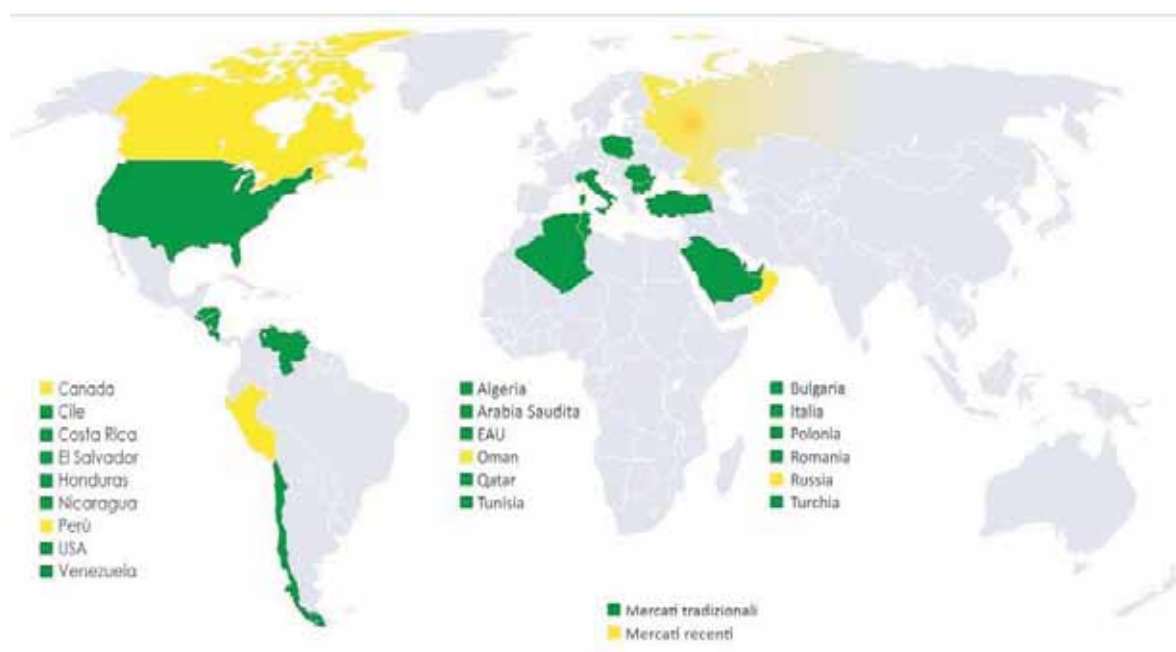 Canada
Cile
Costa Rica
El Salvador
Honduras
Nicaragua
Perù
USA
Venezuela
Algeria
Arabia Saudita
EAU
Oman
Qatar
Tunisia
Bulgaria
Italia
Polonia
Romania
Russia
Turchia
Mercati tradizionali
Mercati recenti